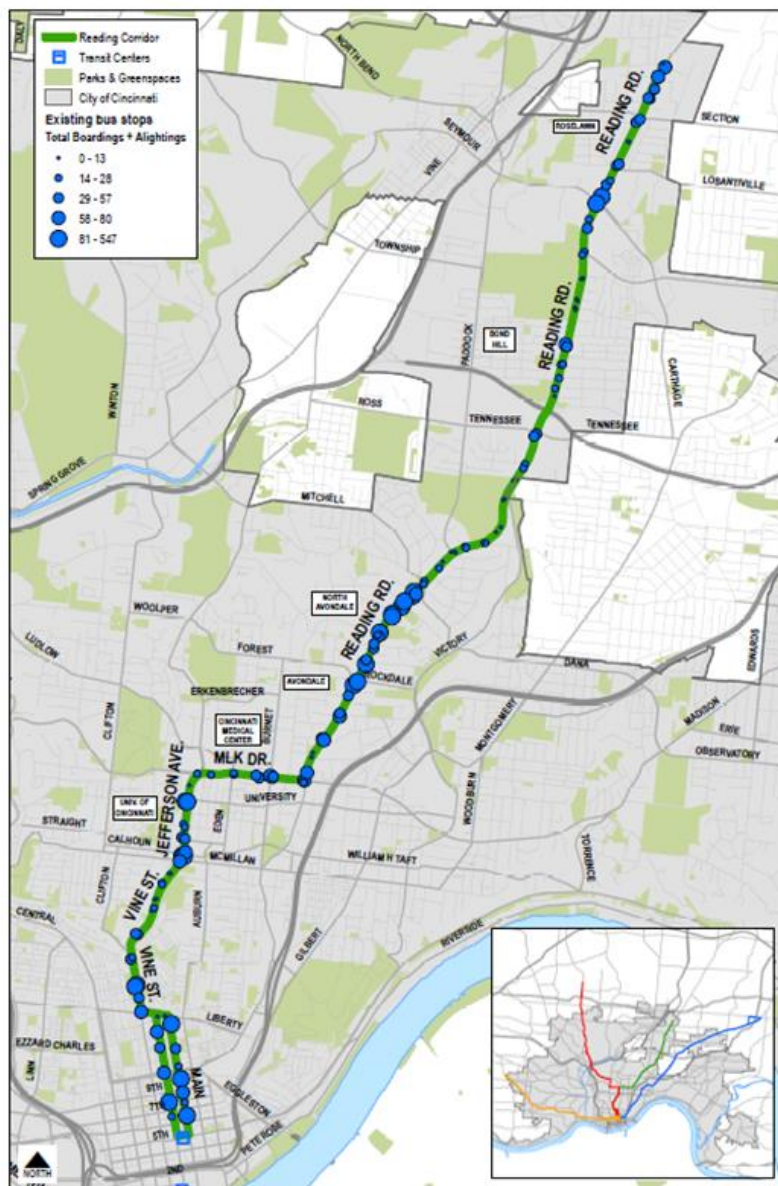 Reading Corridor
Transit Centers
Parks & Greenspaces
City of Cincinnati
Existing bus stops
Total Boardings + Alightings
0 - 13
14 - 28
29 - 57
58 - 80
81 - 547
DALY
NORTH BEND
SEYMOUR
VINE
ROSELAWN
READING RD.
SECTION
LOSANTIVILLE
TOWNSHIP
WINTON
PADDOCK
BOND
HILL
READING RD.
CARTHAGE
ROSS
TENNESSEE
TENNESSEE
SPRING GROVE
MITCHELL
WOOLPER
NORTH
AVONDALE
READING RD.
LUDLOW
FOREST
VICTORY
ROCKDALE
DANA
EDWARDS
AVONDALE
ERKENBRECHER
CLIFTON
CINCINNATI
MEDICAL
CENTER
BURNET
MADISON
MONTGOMERY
ERIE
OBSERVATORY
MLK DR.
JEFFERSON AVE.
UNIVERSITY
UNIV. OF
CINCINNATI
EDEN
WOODBURN
STRAIGHT
CALHOUN
MCMILLAN
WILLIAM H TAFT
TORRENCE
CLIFTON
VINE ST.
AUBURN
CENTRAL
GILBERT
RIVERSIDE
VINE ST.
LIBERTY
EZZARD CHARLES
LINN
MAIN
9TH
EGGLESTON
7TH
5TH
PETE ROSE
2ND
NORTH